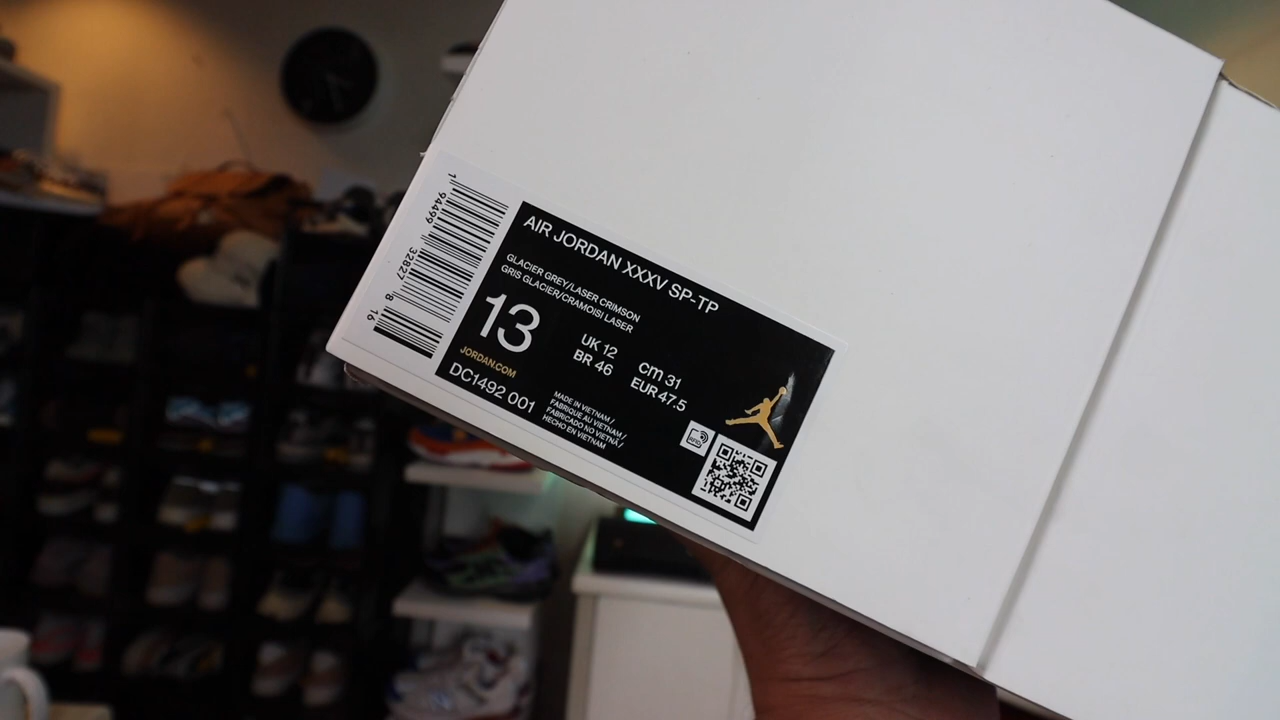 1 94499 32827 8 16
AIR JORDAN XXXV SP-TP
GLACIER GREY/LASER CRIMSON
GRIS GLACIER/CRAMOISI LASER
13
UK 12
BR 46
cm 31
EUR 47.5
JORDAN.COM
DC1492 001
MADE IN VIETNAM /
FABRIQUE AU VIETNAM /
FABRICADO NO VIETNÃ /
HECHO EN VIETNAM